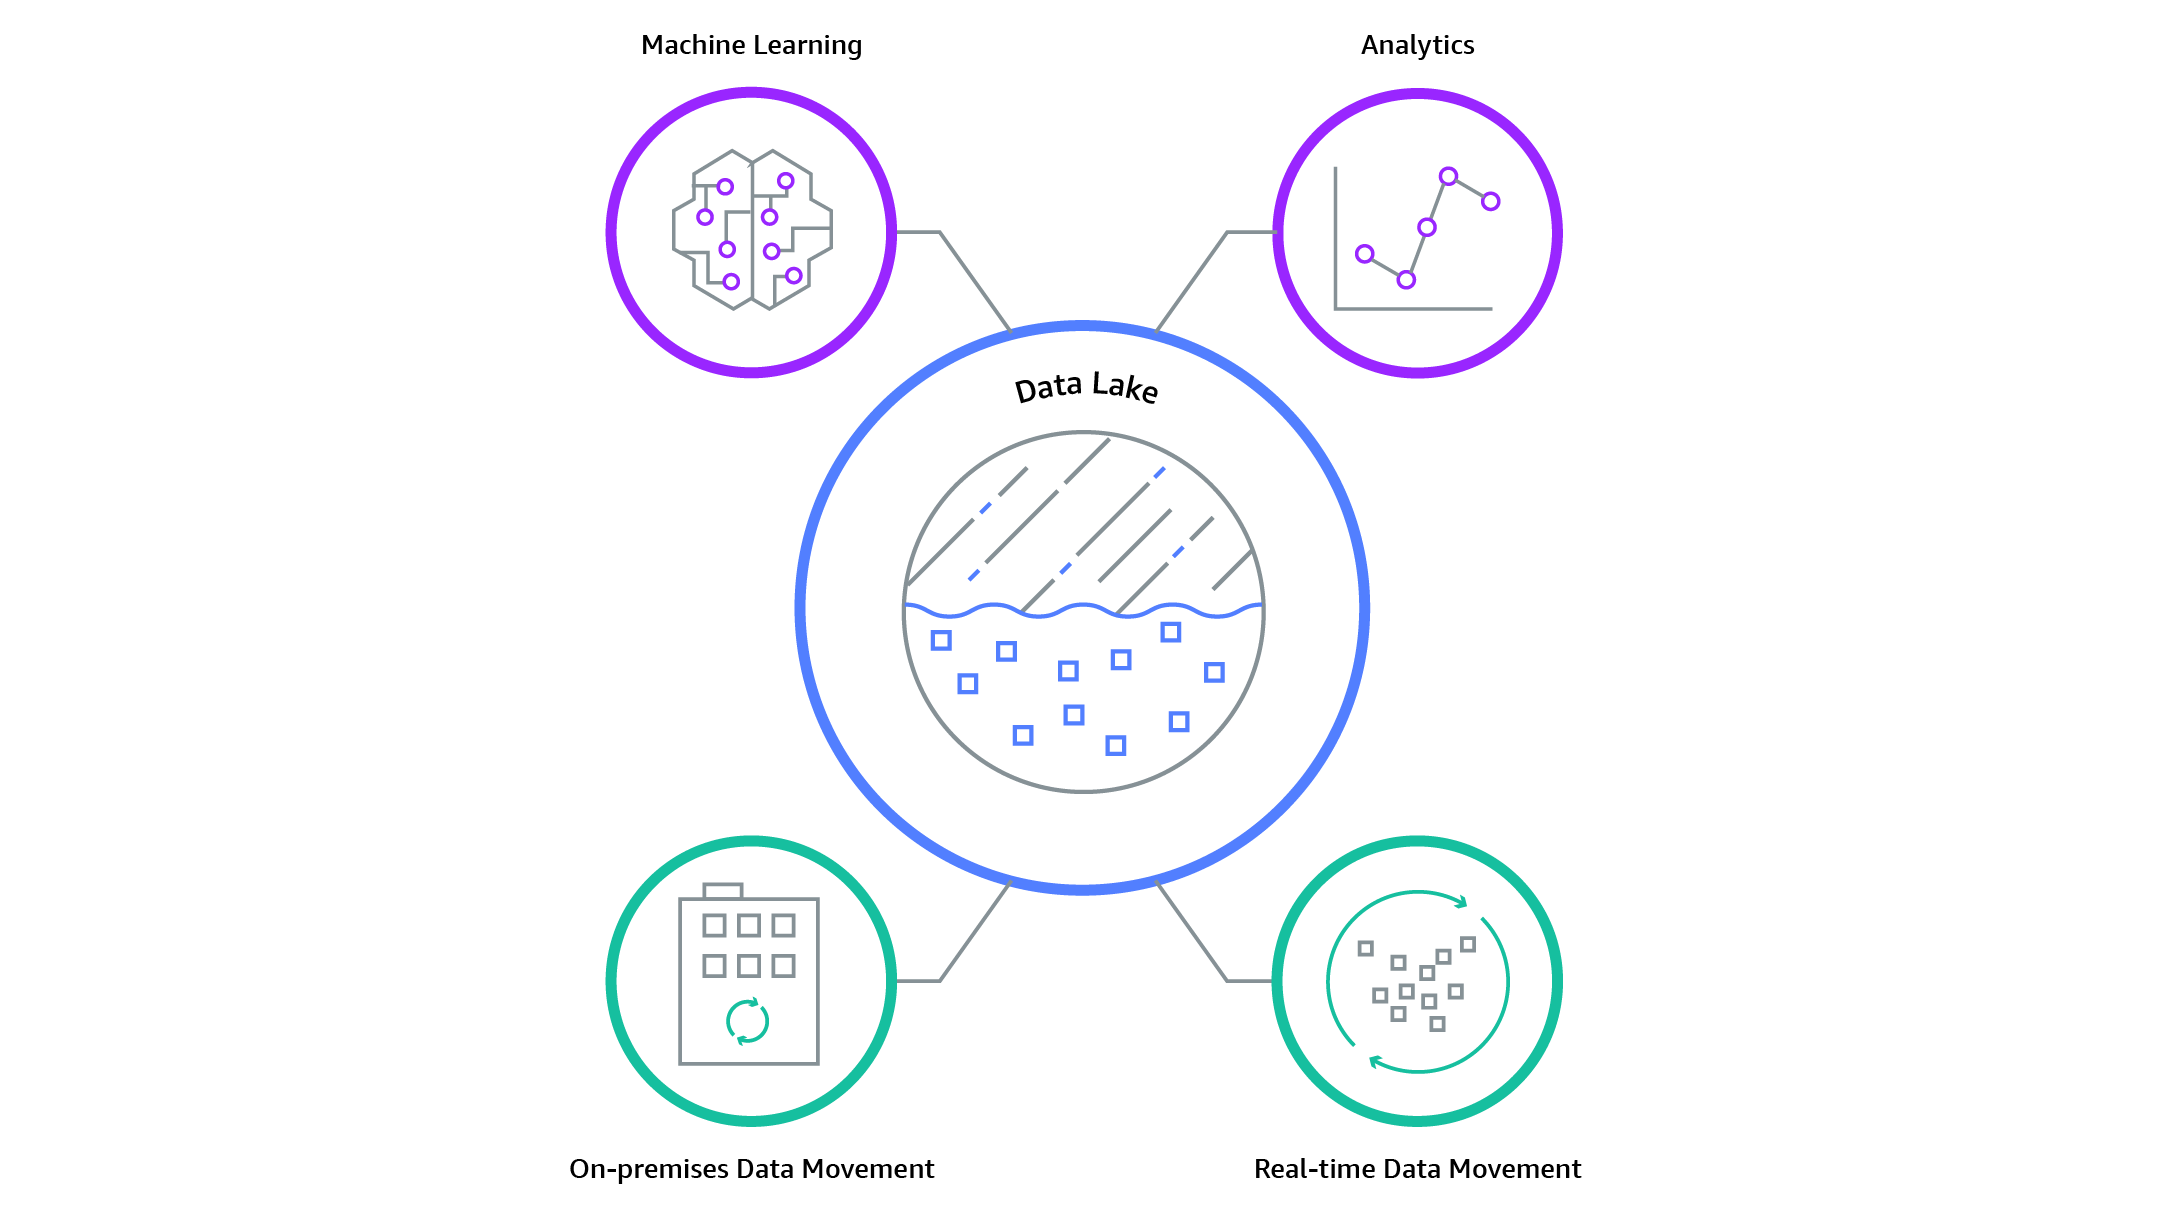 Machine Learning
Analytics
Data Lake
On-premises Data Movement
Real-time Data Movement